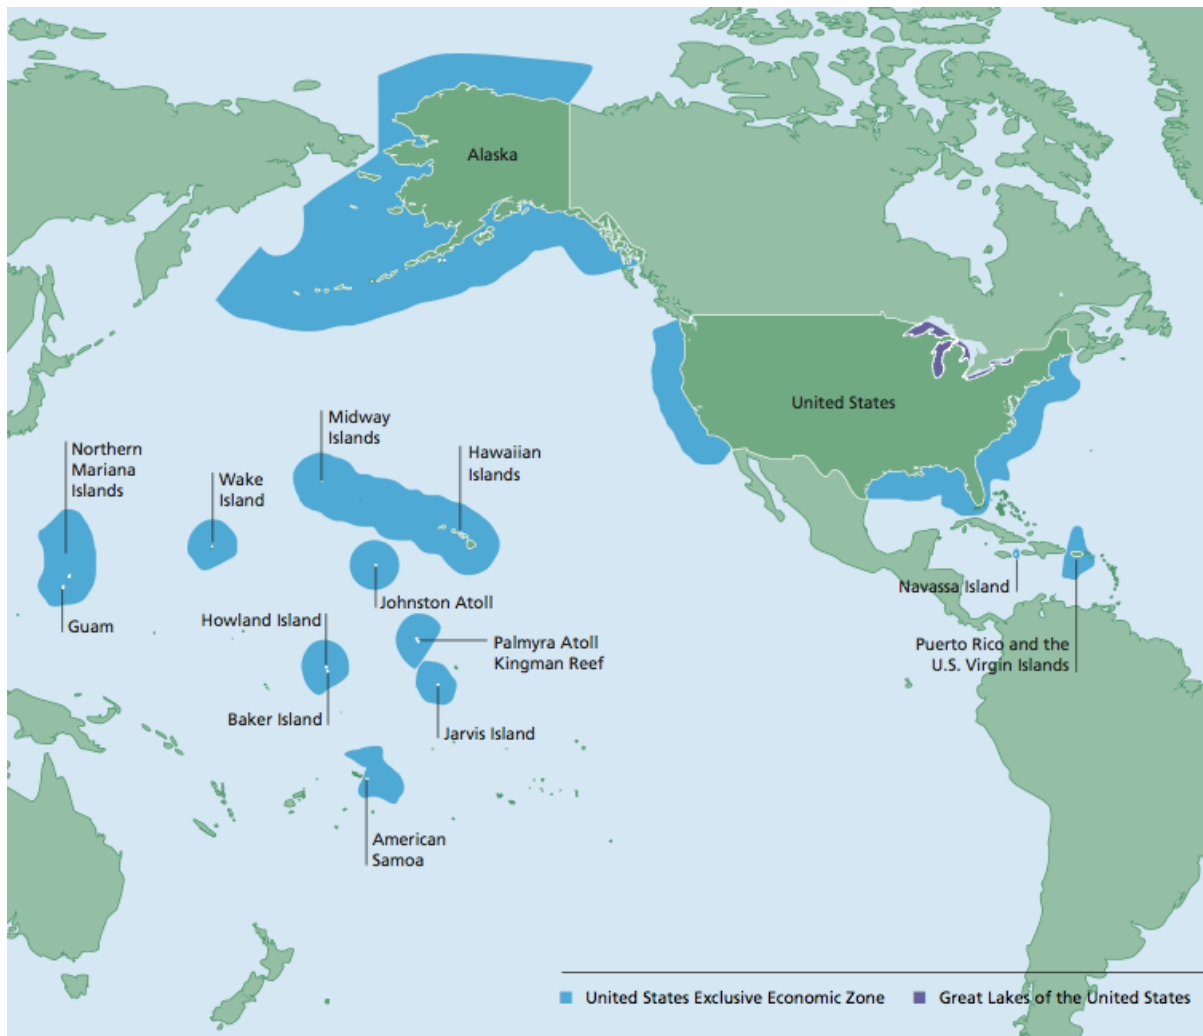 Alaska
United States
Midway
Islands
Hawaiian
Islands
Northern
Mariana
Islands
Wake
Island
Guam
Johnston Atoll
Howland Island
Palmyra Atoll
Kingman Reef
Baker Island
Jarvis Island
American
Samoa
Navassa Island
Puerto Rico and the
U.S. Virgin Islands
United States Exclusive Economic Zone
Great Lakes of the United States